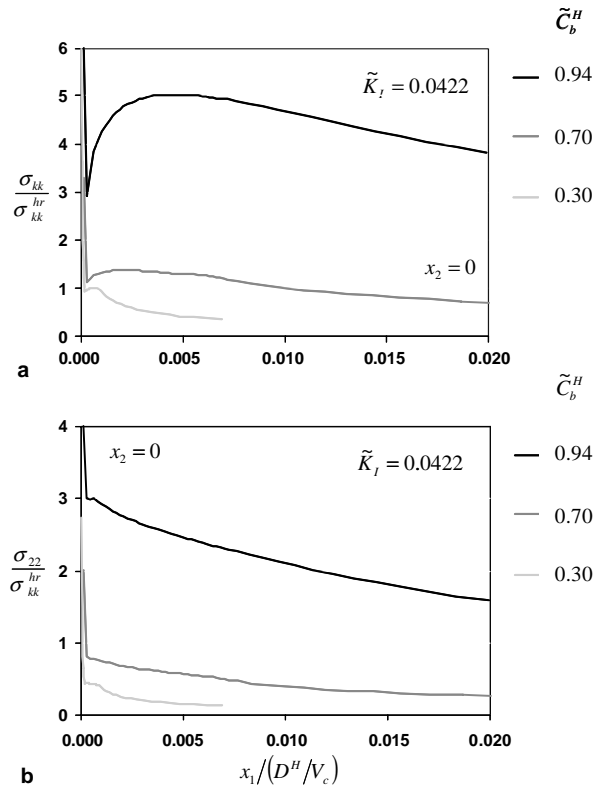 C̃_b^H
6
5
4
3
2
1
0
K̃_I = 0.0422
0.94
0.70
0.30
σ_kk / σ_kk^hr
x₂ = 0
0.000 0.005 0.010 0.015 0.020
a
C̃_b^H
4
3
2
1
0
x₂ = 0
K̃_I = 0.0422
0.94
0.70
0.30
σ_22 / σ_kk^hr
0.000 0.005 0.010 0.015 0.020
b
x₁/(D^H/V_c)